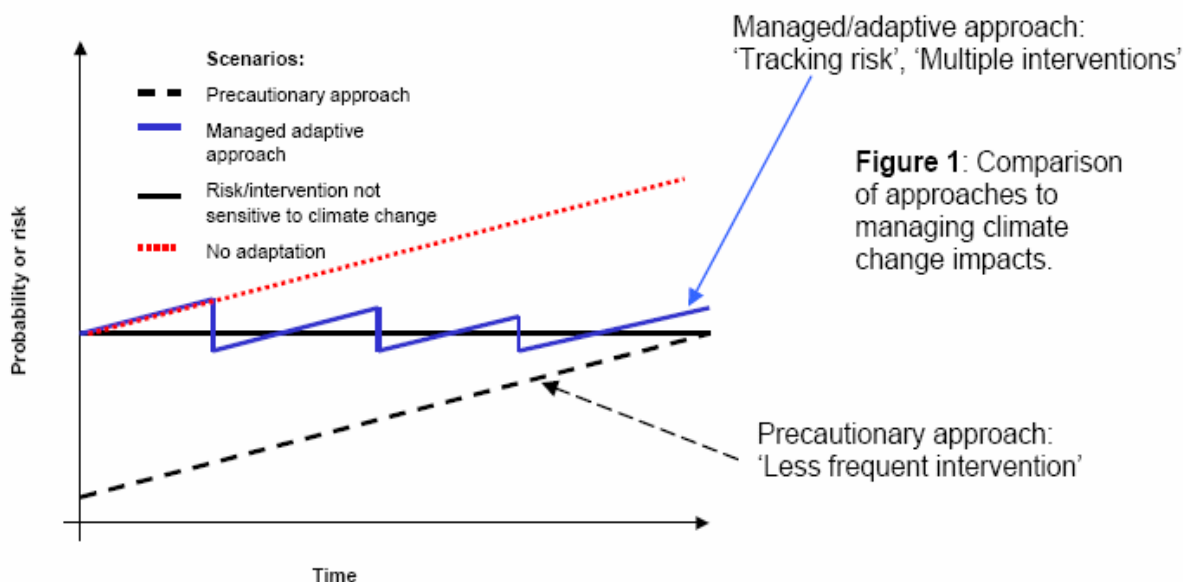 Managed/adaptive approach:
‘Tracking risk’, ‘Multiple interventions’
Scenarios:
Precautionary approach
Managed adaptive
approach
Risk/intervention not
sensitive to climate change
No adaptation
Figure 1: Comparison
of approaches to
managing climate
change impacts.
Probability or risk
Precautionary approach:
‘Less frequent intervention’
Time